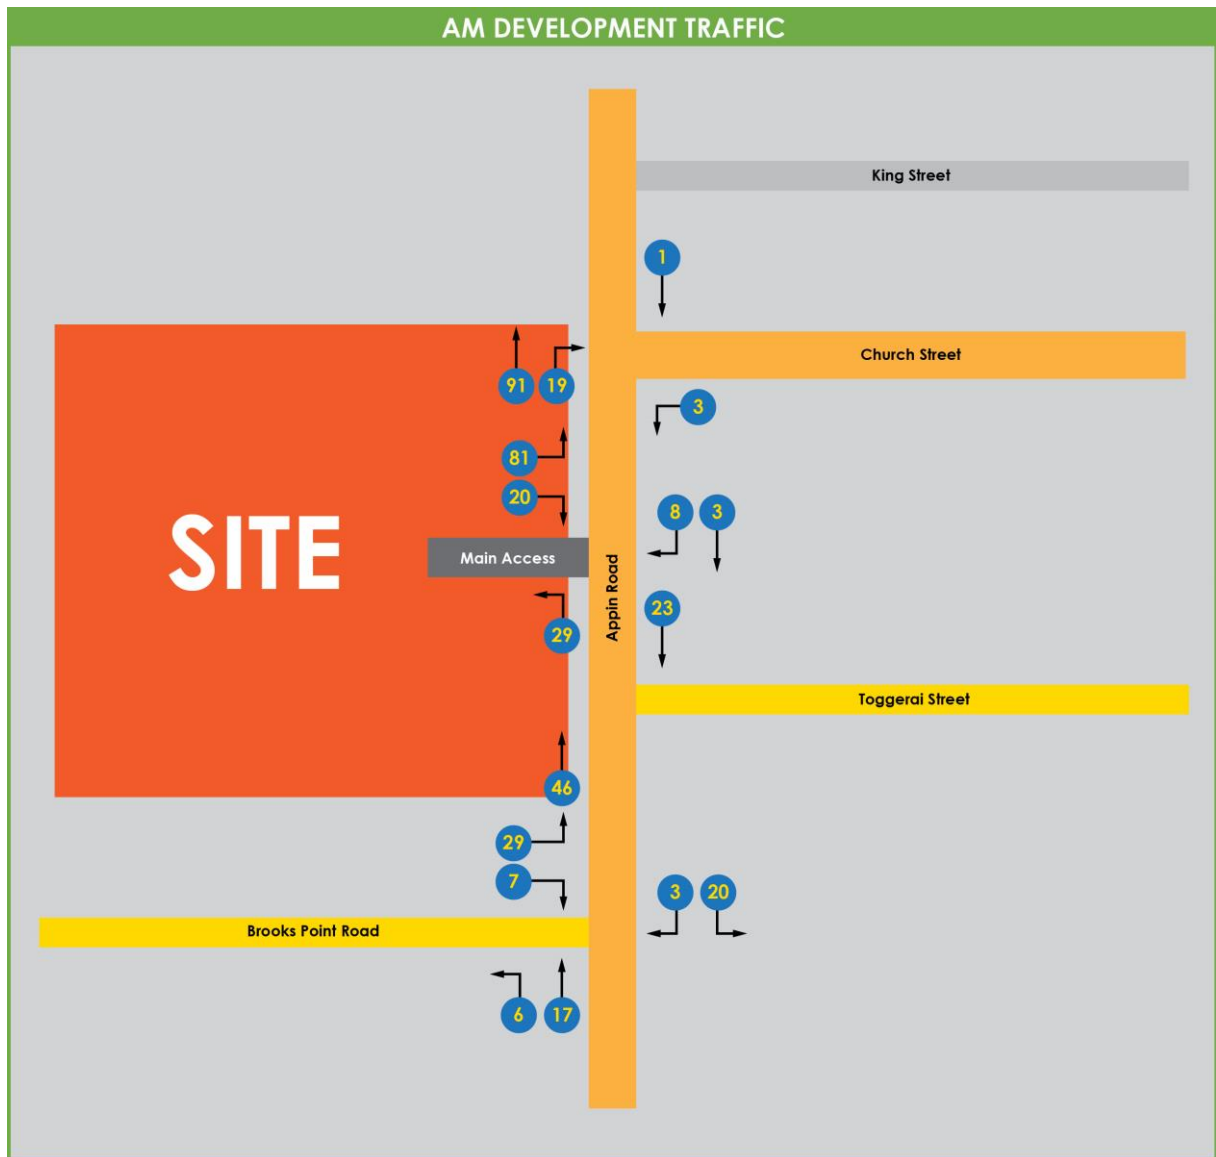 AM DEVELOPMENT TRAFFIC
King Street
1
Church Street
91 19
3
81
20
8 3
SITE
Main Access
Appin Road
23
29
Toggerai Street
46
29
7
3 20
Brooks Point Road
6 17